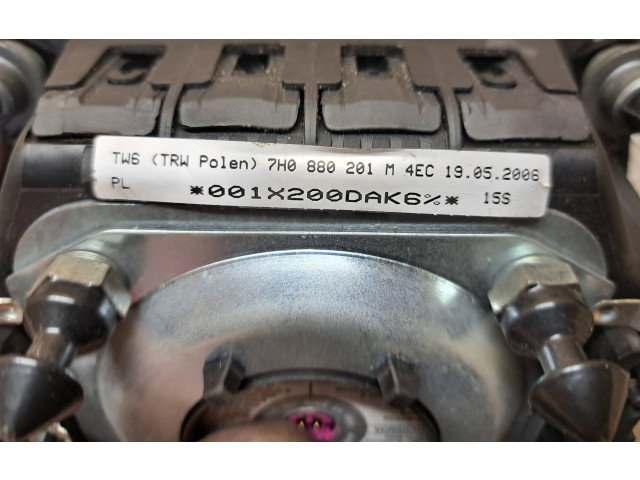 TW6 (TRW Polen) 7H0 880 201 M 4EC 19.05.2006
PL *001X200DAK6%* 15S